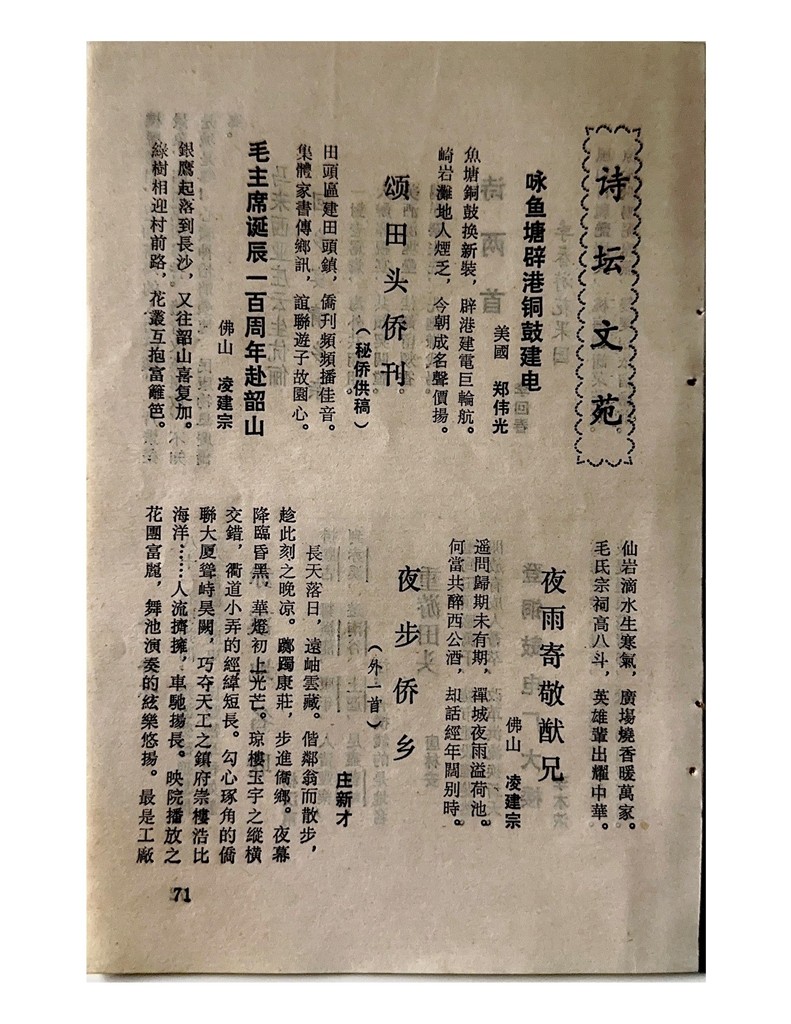 诗坛文苑
咏鱼塘辟港铜鼓建电
美國 郑伟光
魚塘銅鼓换新裝，辟港建電巨輪航。
崎岩灘地人煙乏，今朝成名聲價揚。
颂田头侨刊
（秘侨供稿）
田頭區建田頭鎮，僑刊頻頻播佳音。
集體家書傳鄉訊，誼聯遊子故園心。
毛主席诞辰一百周年赴韶山
佛山 凌建宗
銀鷹起落到長沙，又往韶山喜复加。
綠樹相迎村前路，花叢互抱富籬笆。
仙岩滴水生寒氣，廣塲燒香暖萬家。
毛氏宗祠高八斗，英雄輩出耀中華。
夜雨寄敬猷兄
佛山 凌建宗
遥問歸期未有期，禪城夜雨溢荷池。
何當共醉西公酒，却話經年闊别時。
夜步侨乡
（外一首）
庄新才
長天落日，遠岫雲藏。偕鄰翁而散步，
趁此刻之晚凉。躑躅康莊，步進僑鄉。夜幕
降臨昏黑，華燈初上光芒。琼樓玉宇之縱橫
交錯，衢道小弄的經緯短長。勾心琢角的僑
聯大厦聳峙昊闕，巧夺天工之鎮府崇樓浩比
海洋……人流擠擁，車馳揚長。映院播放之
花團富麗，舞池演奏的絃樂悠揚。最是工廠
71